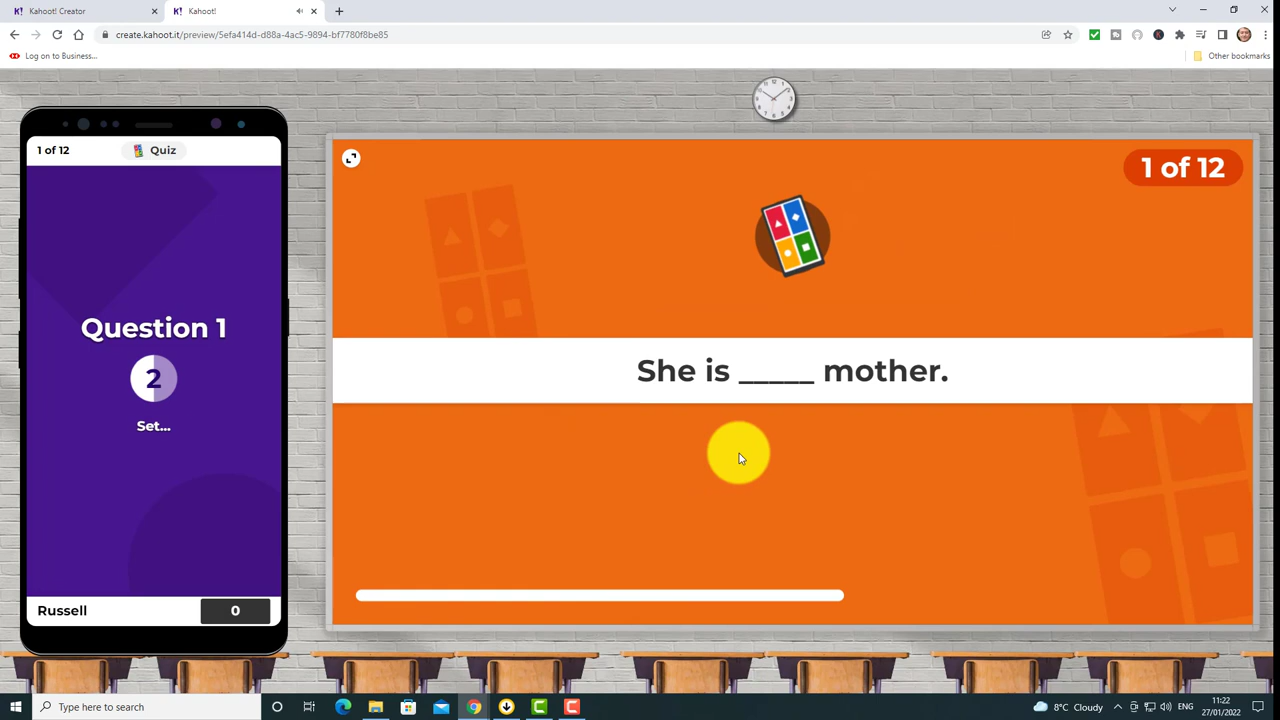 K! Kahoot! Creator
K! Kahoot!
create.kahoot.it/preview/5efa414d-d88a-4ac5-9894-bf7780f8be85
Log on to Business...
Other bookmarks
1 of 12
Quiz
1 of 12
Question 1
2
Set...
She is _____ mother.
Russell
0
Type here to search
8°C Cloudy
11:22
27/01/2022